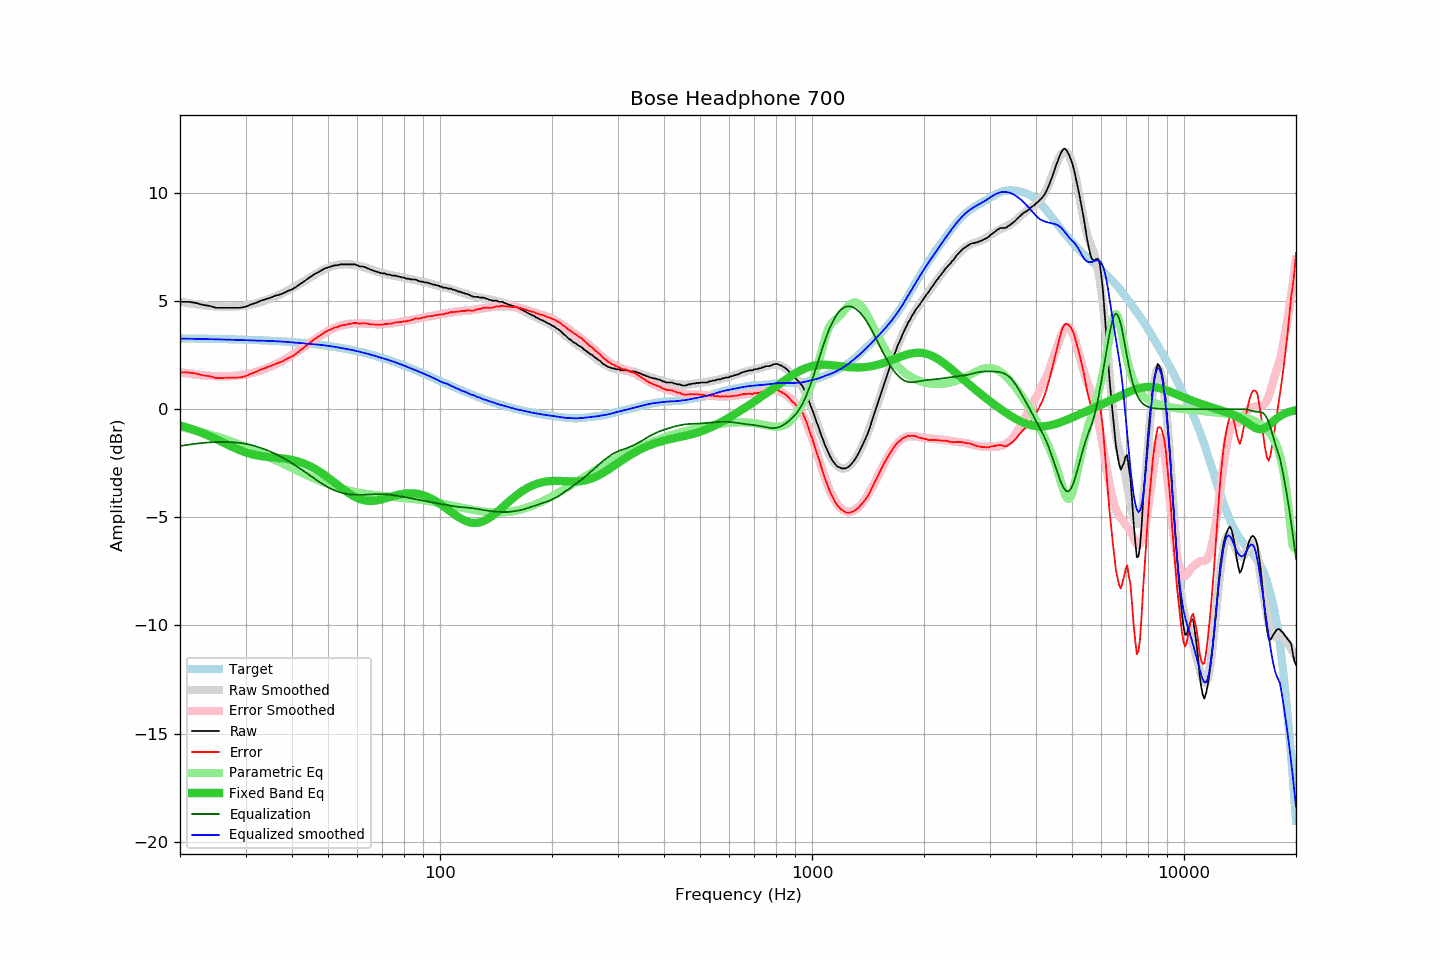 Bose Headphone 700
Amplitude (dBr)
10
5
0
−5
−10
−15
−20
Target
Raw Smoothed
Error Smoothed
Raw
Error
Parametric Eq
Fixed Band Eq
Equalization
Equalized smoothed
100
1000
10000
Frequency (Hz)